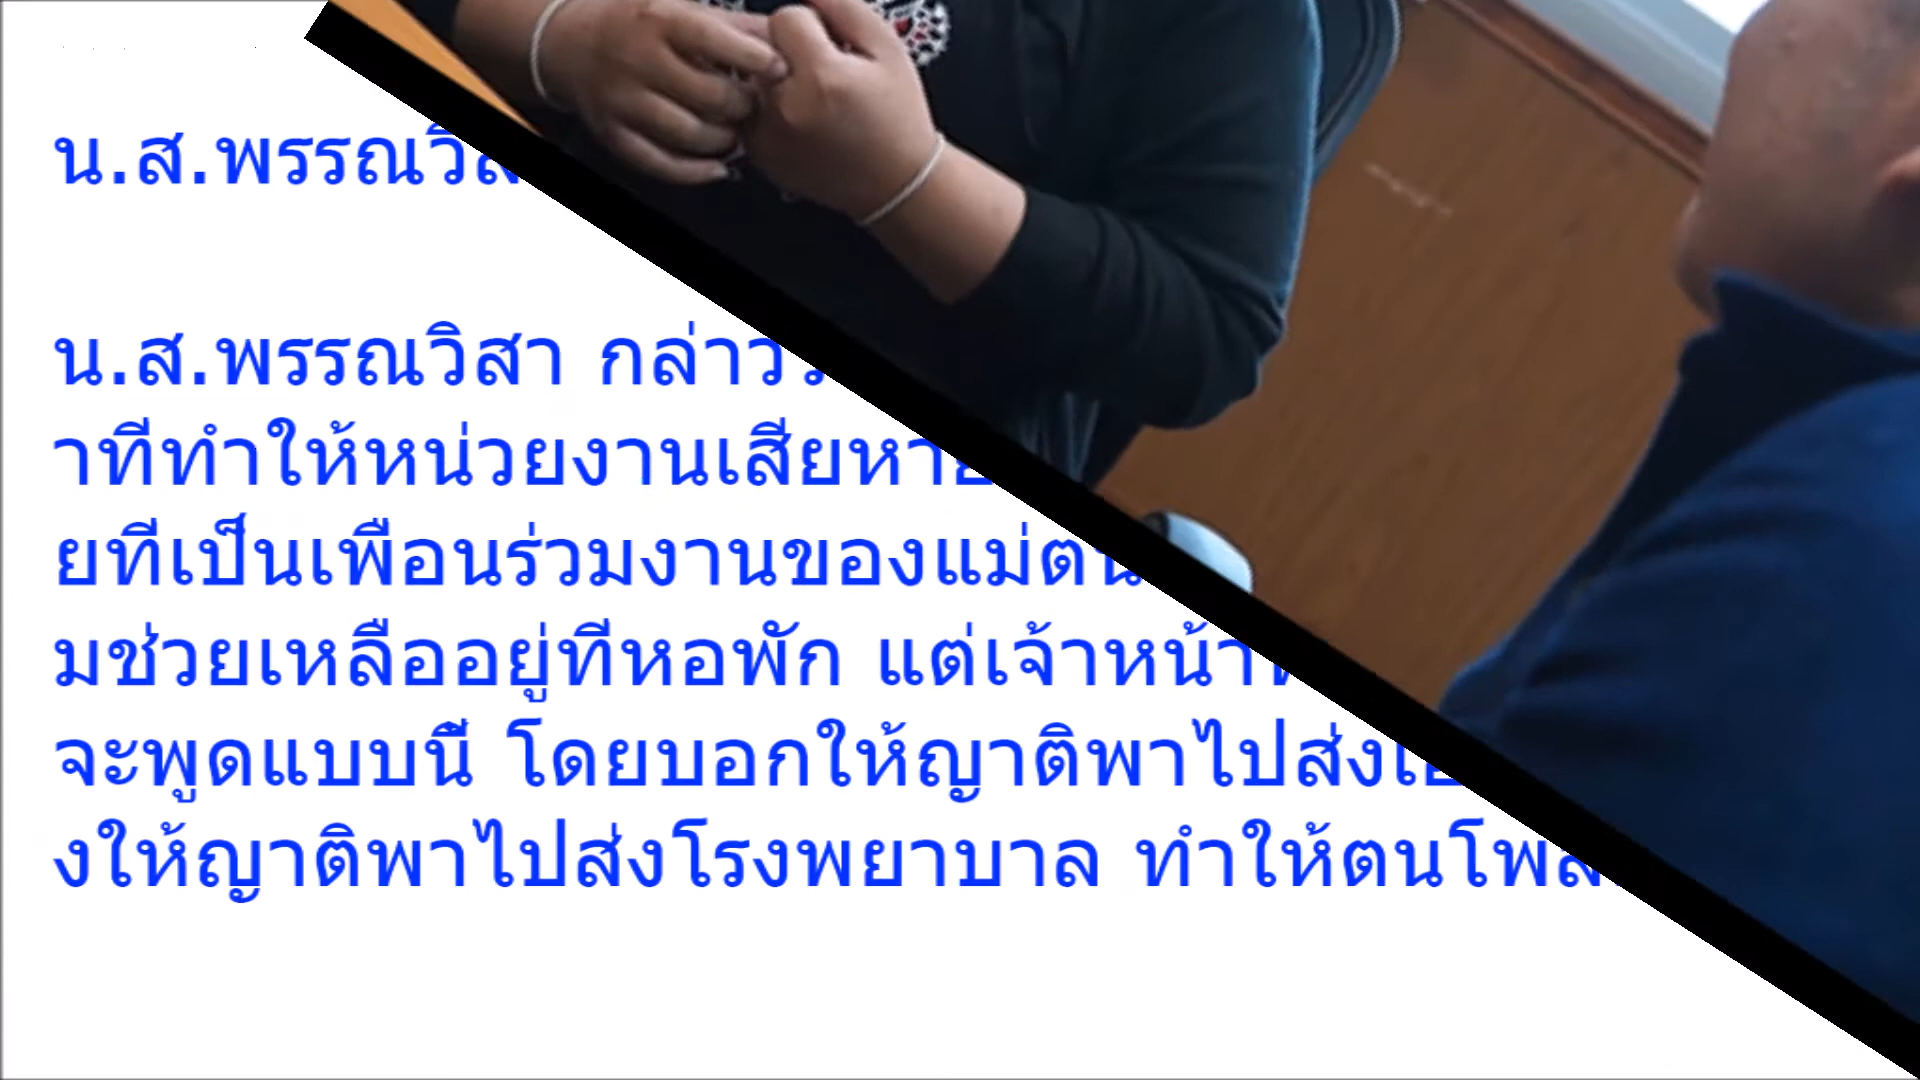 น.ส.พรรณวิส
น.ส.พรรณวิสา กล่าวว
าที่ทำให้หน่วยงานเสียหาย
ยที่เป็นเพื่อนร่วมงานของแม่ตน
มช่วยเหลืออยู่ที่หอพัก แต่เจ้าหน้าท
จะพูดแบบนี้ โดยบอกให้ญาติพาไปส่งเอ
งให้ญาติพาไปส่งโรงพยาบาล ทำให้ตนโพส